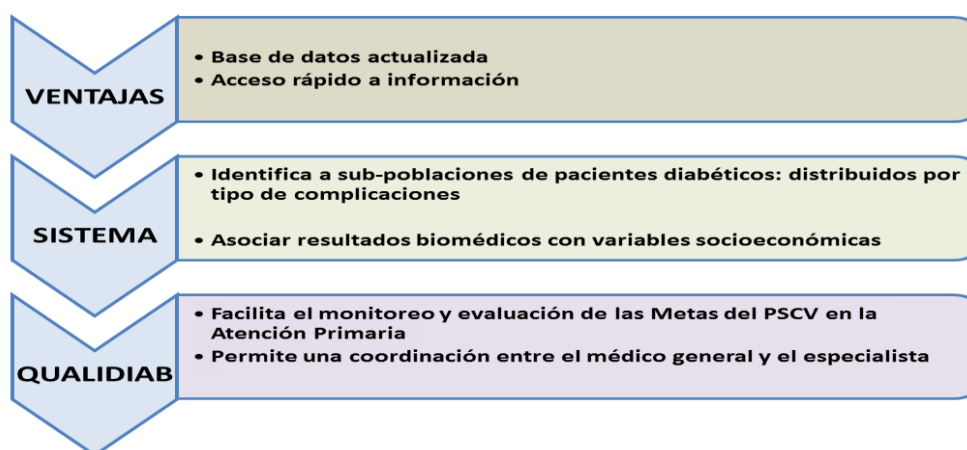 VENTAJAS
• Base de datos actualizada
• Acceso rápido a información
SISTEMA
• Identifica a sub-poblaciones de pacientes diabéticos: distribuidos por
tipo de complicaciones
• Asociar resultados biomédicos con variables socioeconómicas
QUALIDIAB
• Facilita el monitoreo y evaluación de las Metas del PSCV en la
Atención Primaria
• Permite una coordinación entre el médico general y el especialista